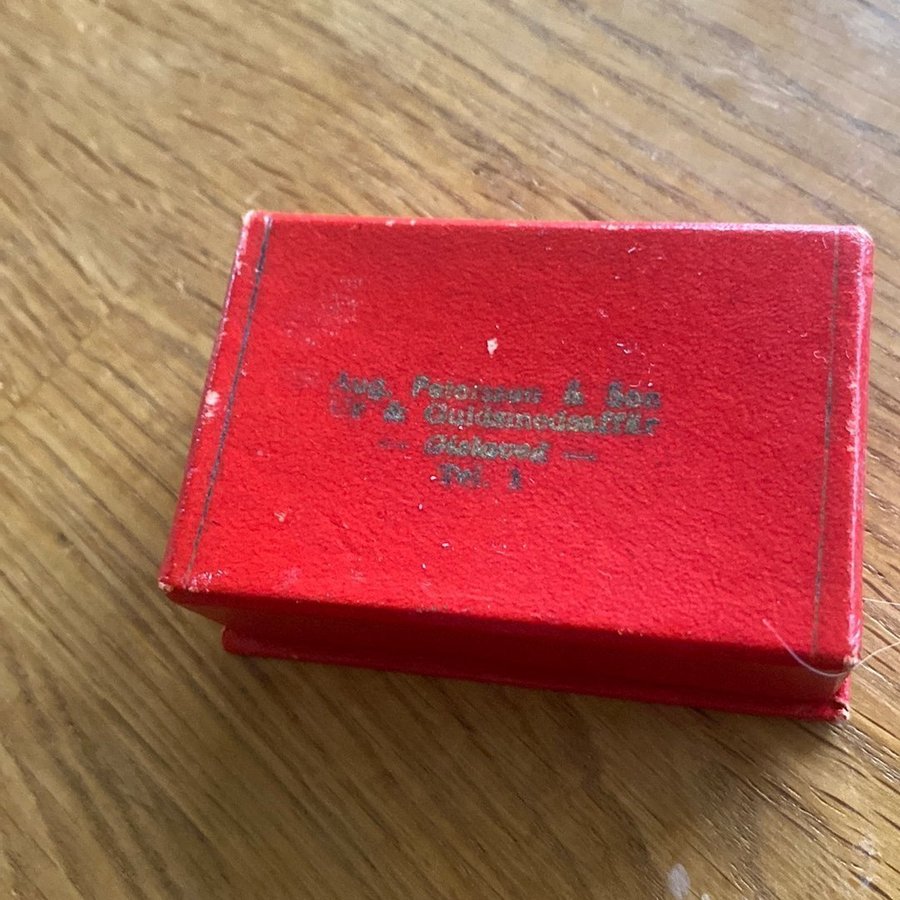 Aug. Petersson & Son
Ur & Guldsmedsaffär
— Gislaved —
Tel. 1